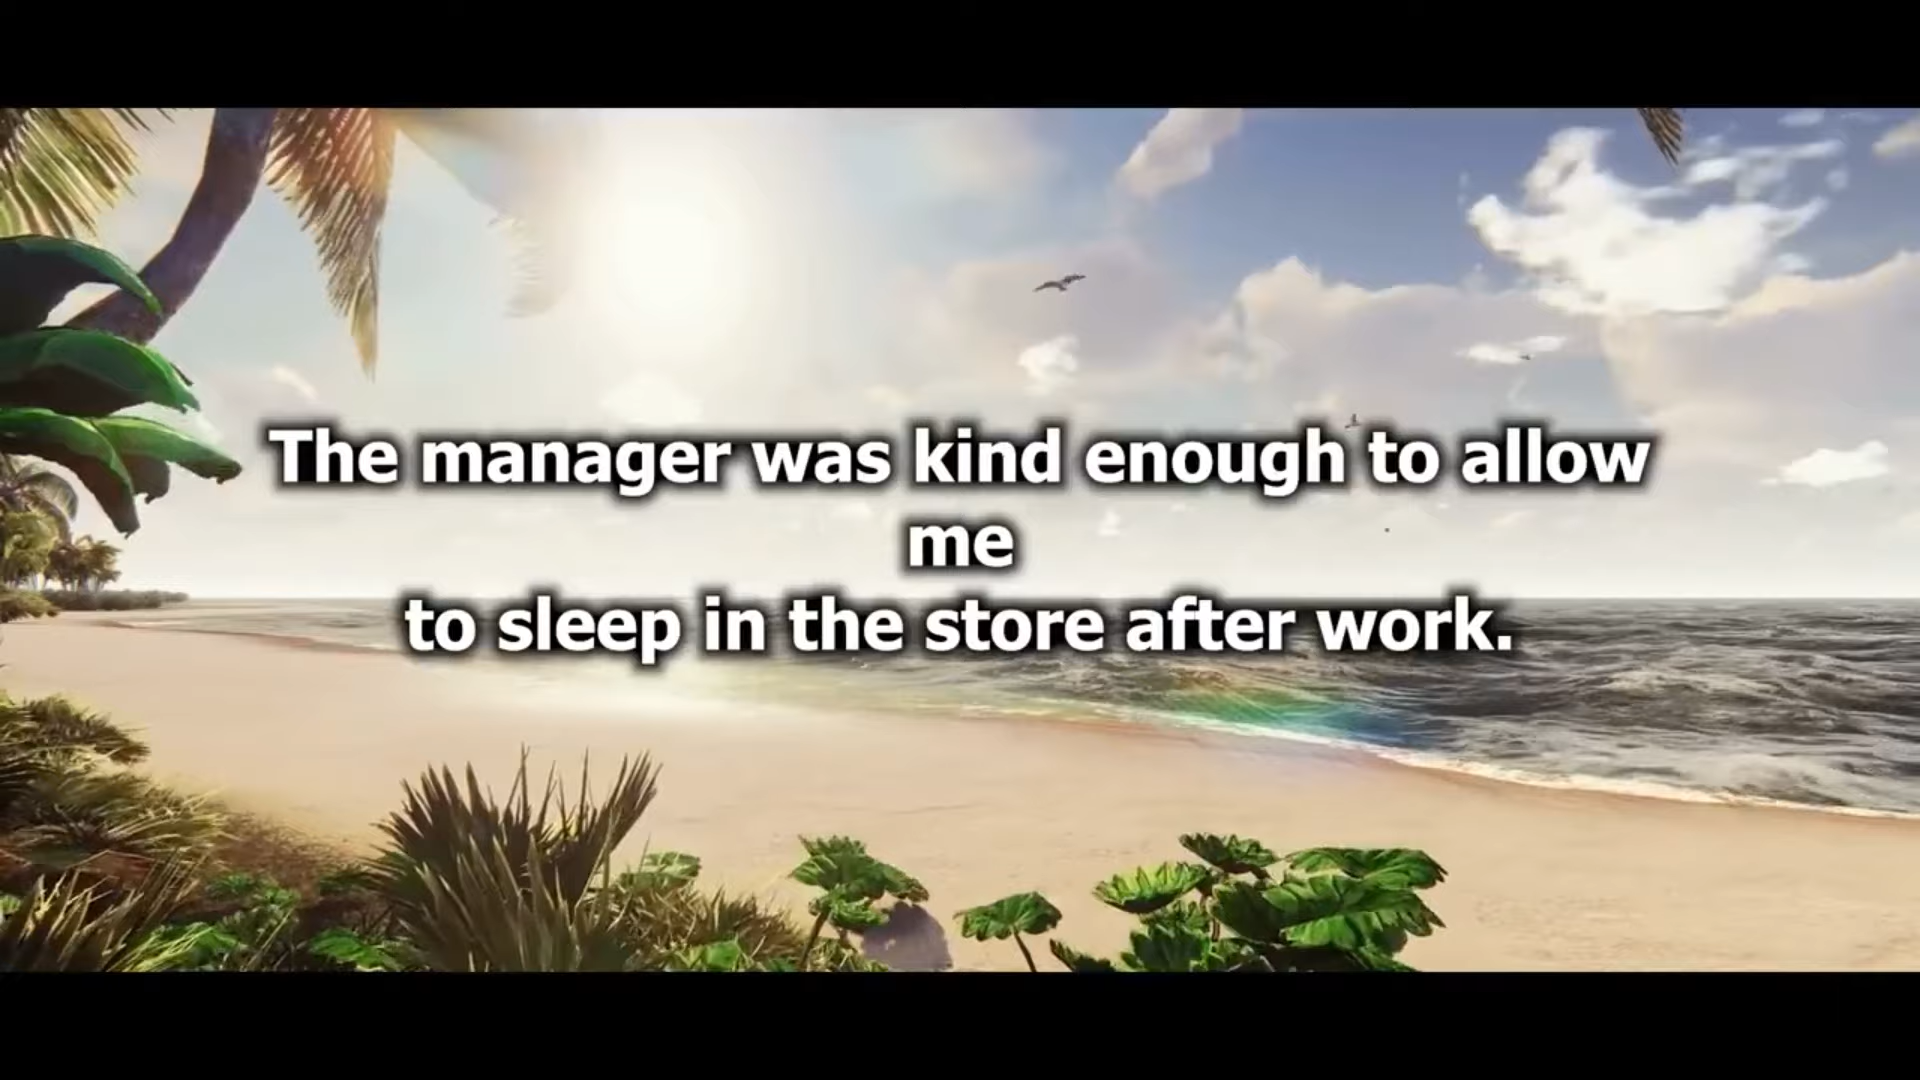 The manager was kind enough to allow
me
to sleep in the store after work.